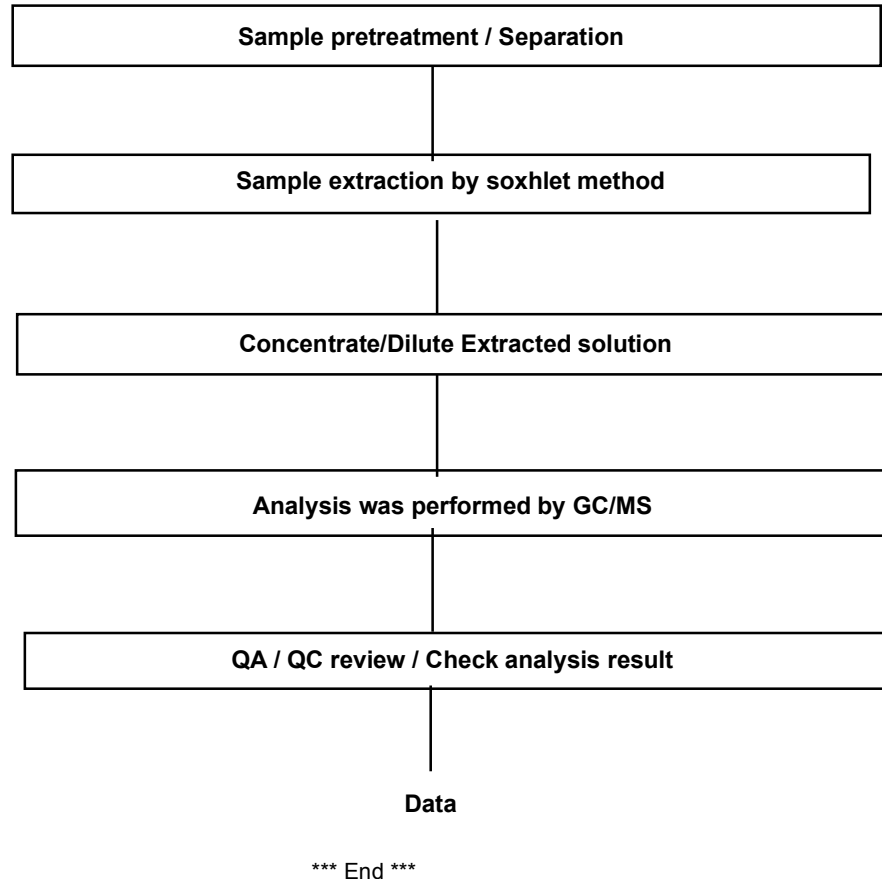 Sample pretreatment / Separation
Sample extraction by soxhlet method
Concentrate/Dilute Extracted solution
Analysis was performed by GC/MS
QA / QC review / Check analysis result
Data
*** End ***